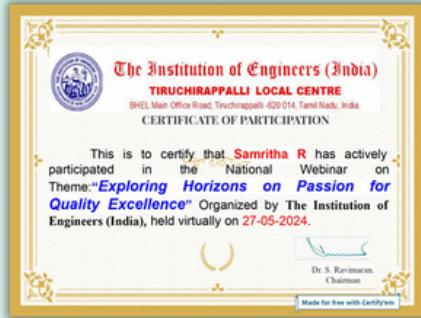 The Institution of Engineers (India)
TIRUCHIRAPPALLI LOCAL CENTRE
BHEL Main Office Road, Tiruchirappalli -620 014, Tamil Nadu, India.
CERTIFICATE OF PARTICIPATION
This is to certify that Samritha R has actively
participated in the National Webinar on
Theme:"Exploring Horizons on Passion for
Quality Excellence" Organized by The Institution of
Engineers (India), held virtually on 27-05-2024.
Dr. S. Ravimaran.
Chairman
Made for free with Certify'em